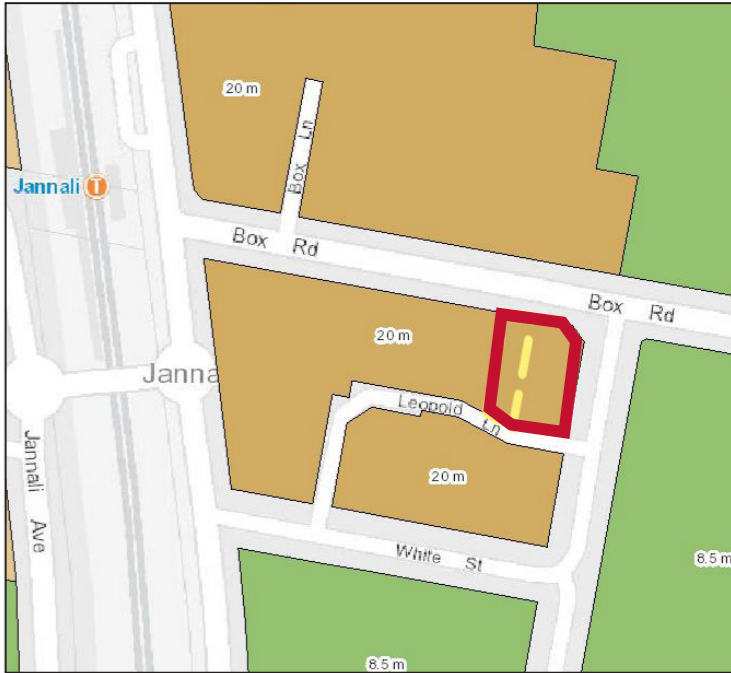 20 m
Box Ln
Jannali T
Box Rd
Box Rd
20 m
Janna
Leopold Ln
Jannali Ave
20 m
White St
8.5 m
8.5 m